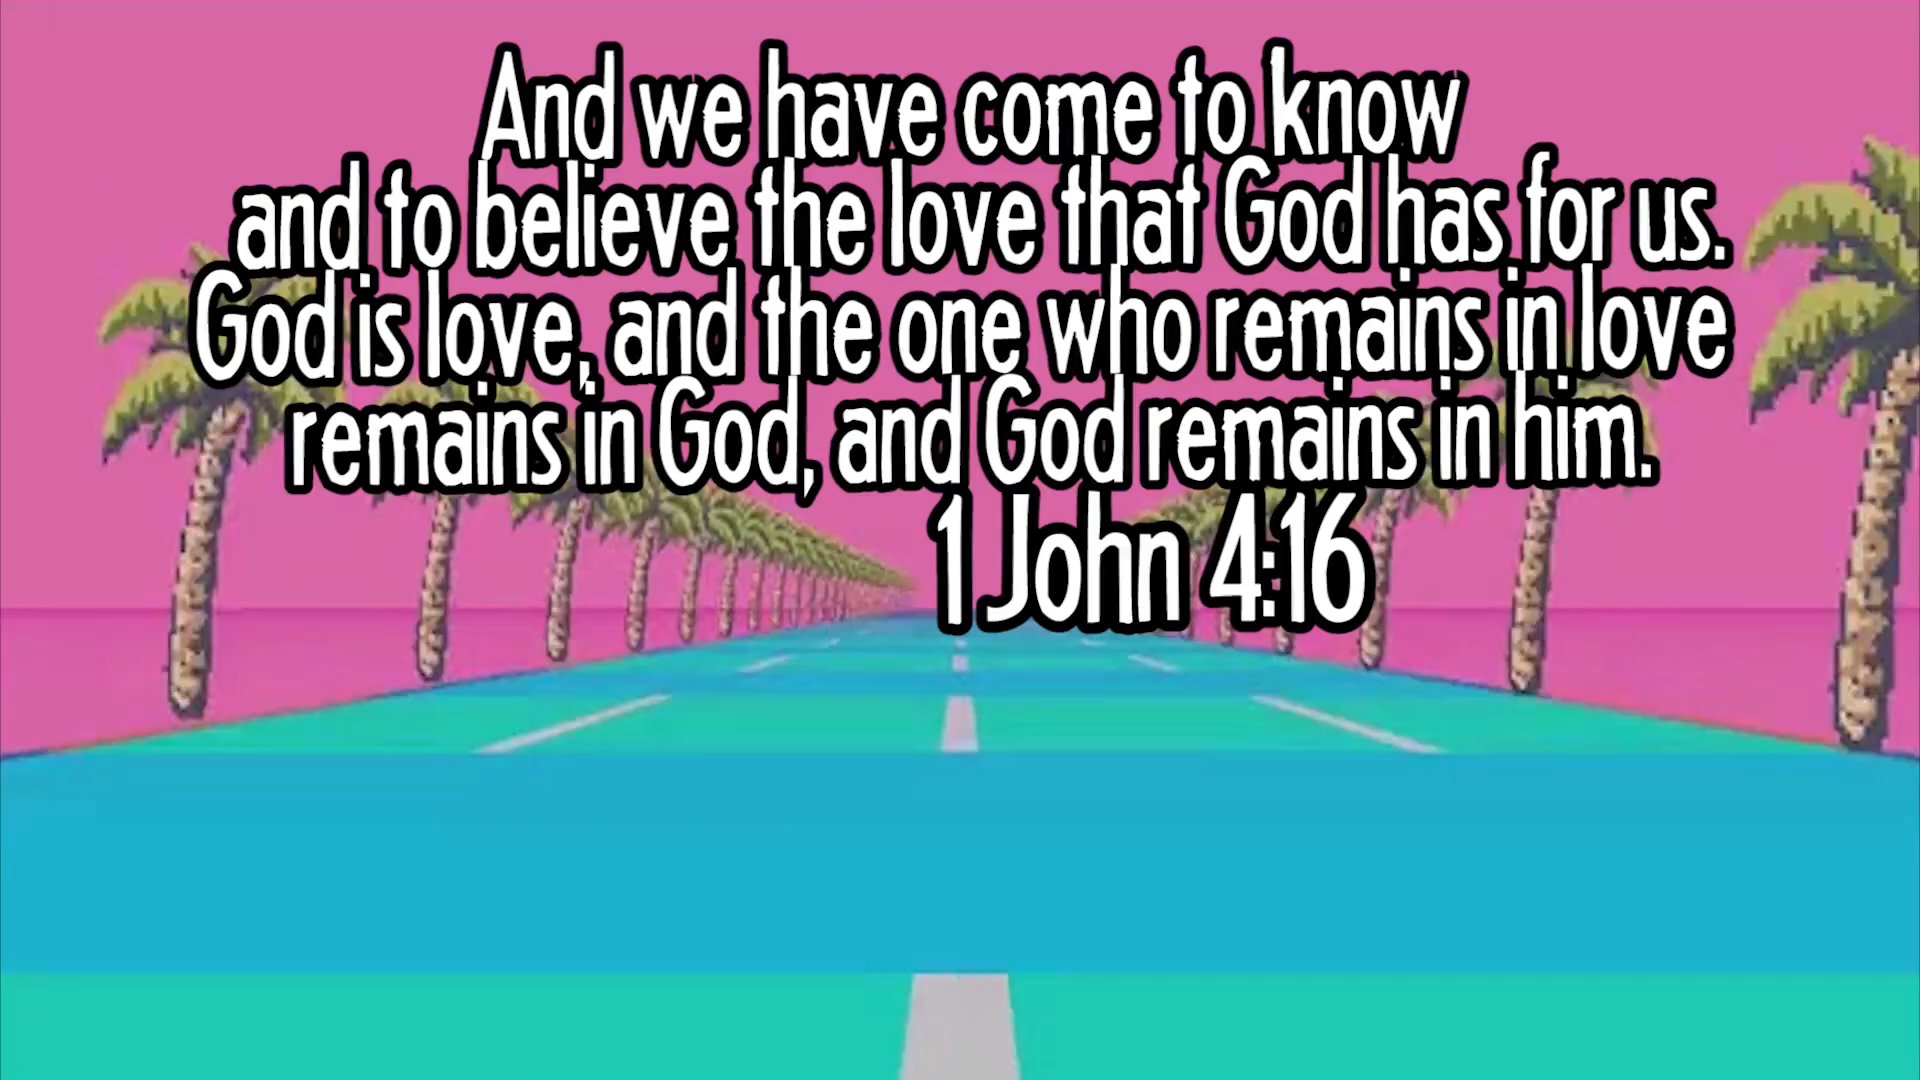 And we have come to know
and to believe the love that God has for us.
God is love, and the one who remains in love
remains in God, and God remains in him.
1 John 4:16